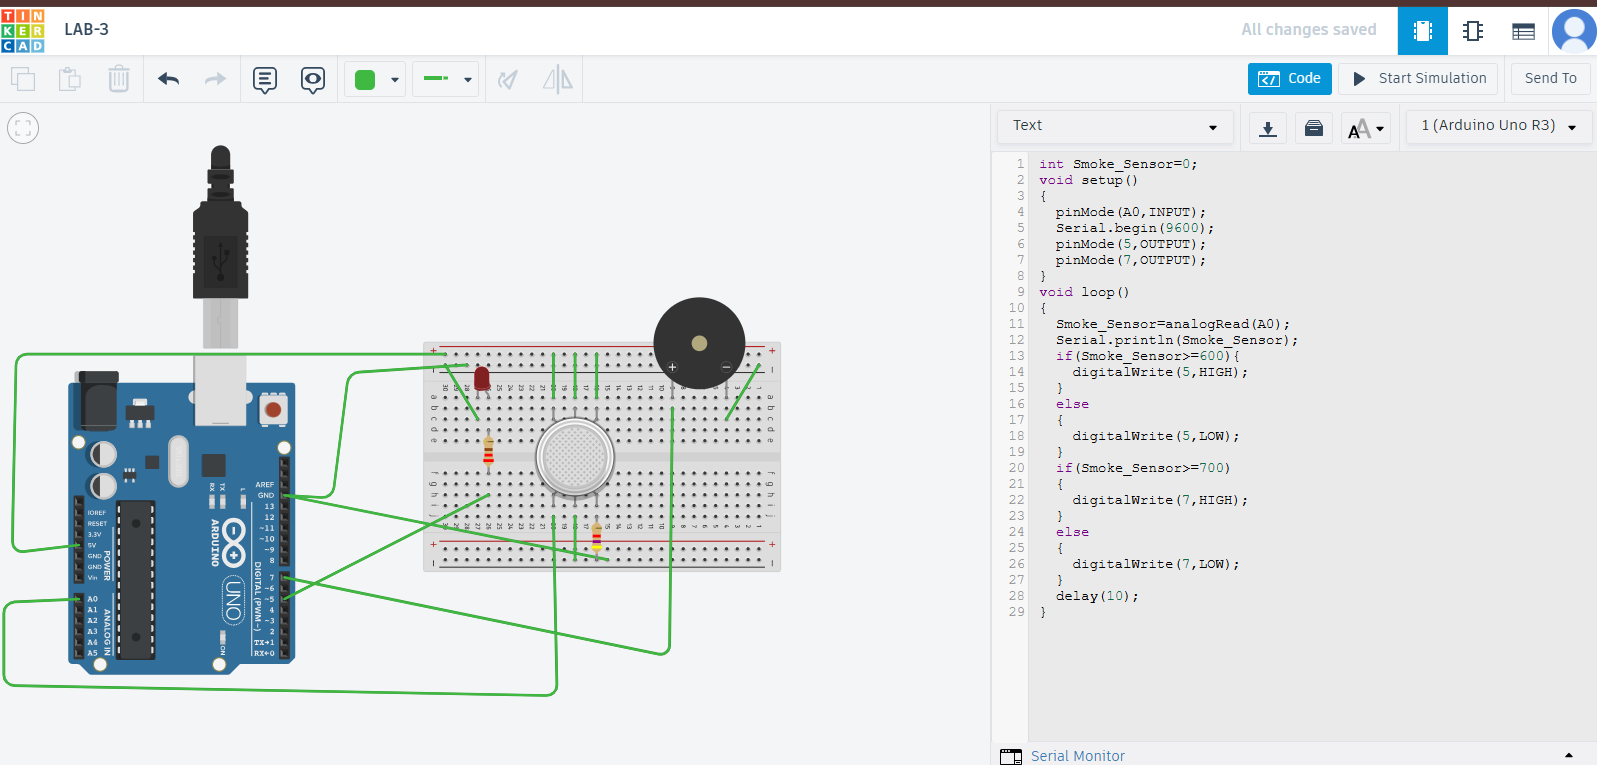 TINKERCAD
LAB-3
All changes saved
Code
Start Simulation
Send To
Text
1 (Arduino Uno R3)
1 int Smoke_Sensor=0;
2 void setup()
3 {
4 pinMode(A0,INPUT);
5 Serial.begin(9600);
6 pinMode(5,OUTPUT);
7 pinMode(7,OUTPUT);
8 }
9 void loop()
10 {
11 Smoke_Sensor=analogRead(A0);
12 Serial.println(Smoke_Sensor);
13 if(Smoke_Sensor>=600){
14 digitalWrite(5,HIGH);
15 }
16 else
17 {
18 digitalWrite(5,LOW);
19 }
20 if(Smoke_Sensor>=700)
21 {
22 digitalWrite(7,HIGH);
23 }
24 else
25 {
26 digitalWrite(7,LOW);
27 }
28 delay(10);
29 }
Serial Monitor
AREF
GND
13
12
~11
~10
~9
8
7
~6
~5
4
~3
2
TX→1
RX←0
IOREF
RESET
3.3V
5V
GND
GND
Vin
A0
A1
A2
A3
A4
A5
POWER
ANALOG IN
DIGITAL (PWM~)
ARDUINO
UNO
RX
TX
L
ON
a b c d e
f g h i j